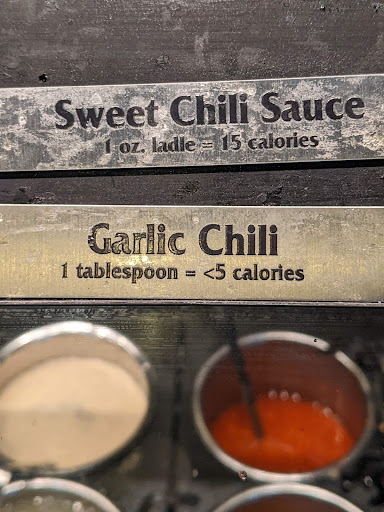 Sweet Chili Sauce
1 oz. ladle = 15 calories
Garlic Chili
1 tablespoon = <5 calories